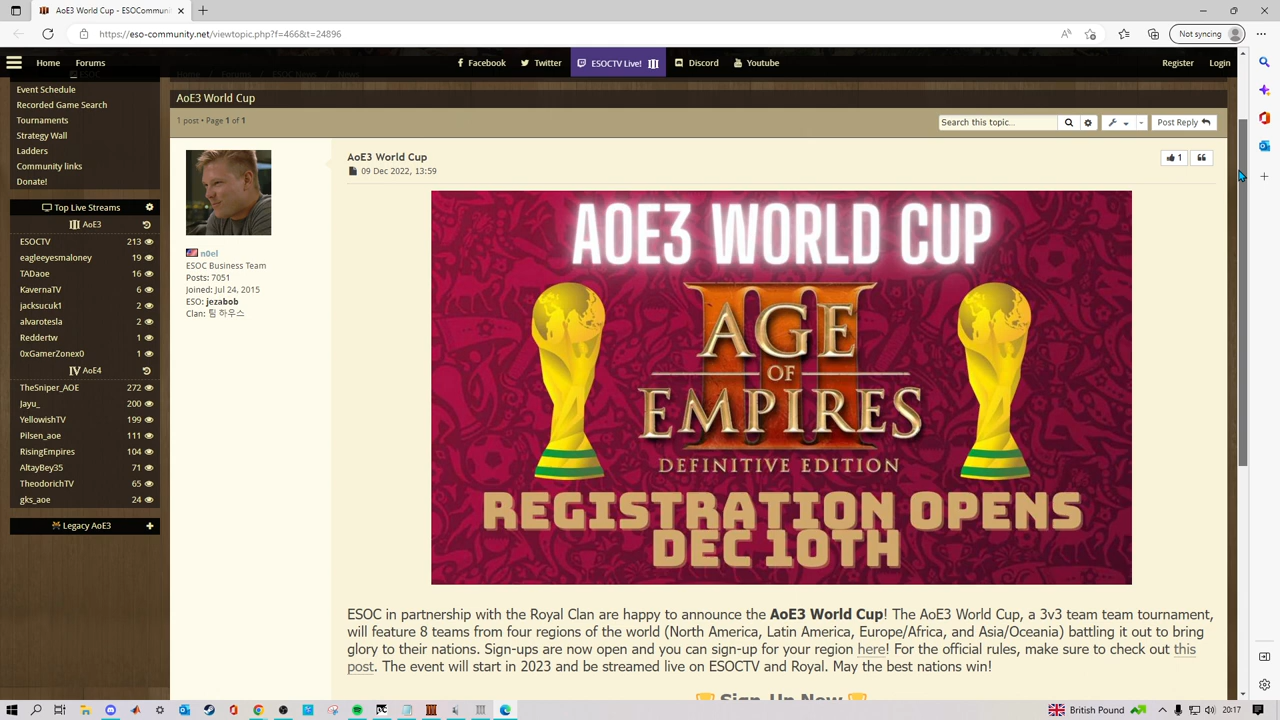 AoE3 World Cup - ESOCommunity
https://eso-community.net/viewtopic.php?f=466&t=24896
Not syncing
Home Forums
Facebook Twitter ESOCTV Live! Discord Youtube
Register Login
Event Schedule
Recorded Game Search
Tournaments
Strategy Wall
Ladders
Community links
Donate!
Top Live Streams
III AoE3
ESOCTV 213
eagleeyesmaloney 19
TADaoe 16
KavernaTV 6
jacksucuk1 2
alvarotesla 2
Reddertw 1
0xGamerZonex0 1
IV AoE4
TheSniper_AOE 272
Jayu_ 200
YellowishTV 199
Pilsen_aoe 111
RisingEmpires 104
AltayBey35 71
TheodorichTV 65
gks_aoe 24
Legacy AoE3
AoE3 World Cup
1 post • Page 1 of 1
Search this topic...
Post Reply
n0el
ESOC Business Team
Posts: 7051
Joined: Jul 24, 2015
ESO: jezabob
Clan: 팀 하우스
AoE3 World Cup
09 Dec 2022, 13:59
1
AOE3 WORLD CUP
III
AGE
OF
EMPIRES
DEFINITIVE EDITION
REGISTRATION OPENS
DEC 10TH
ESOC in partnership with the Royal Clan are happy to announce the AoE3 World Cup! The AoE3 World Cup, a 3v3 team team tournament,
will feature 8 teams from four regions of the world (North America, Latin America, Europe/Africa, and Asia/Oceania) battling it out to bring
glory to their nations. Sign-ups are now open and you can sign-up for your region here! For the official rules, make sure to check out this
post. The event will start in 2023 and be streamed live on ESOCTV and Royal. May the best nations win!
Sign Up Now
British Pound
20:17